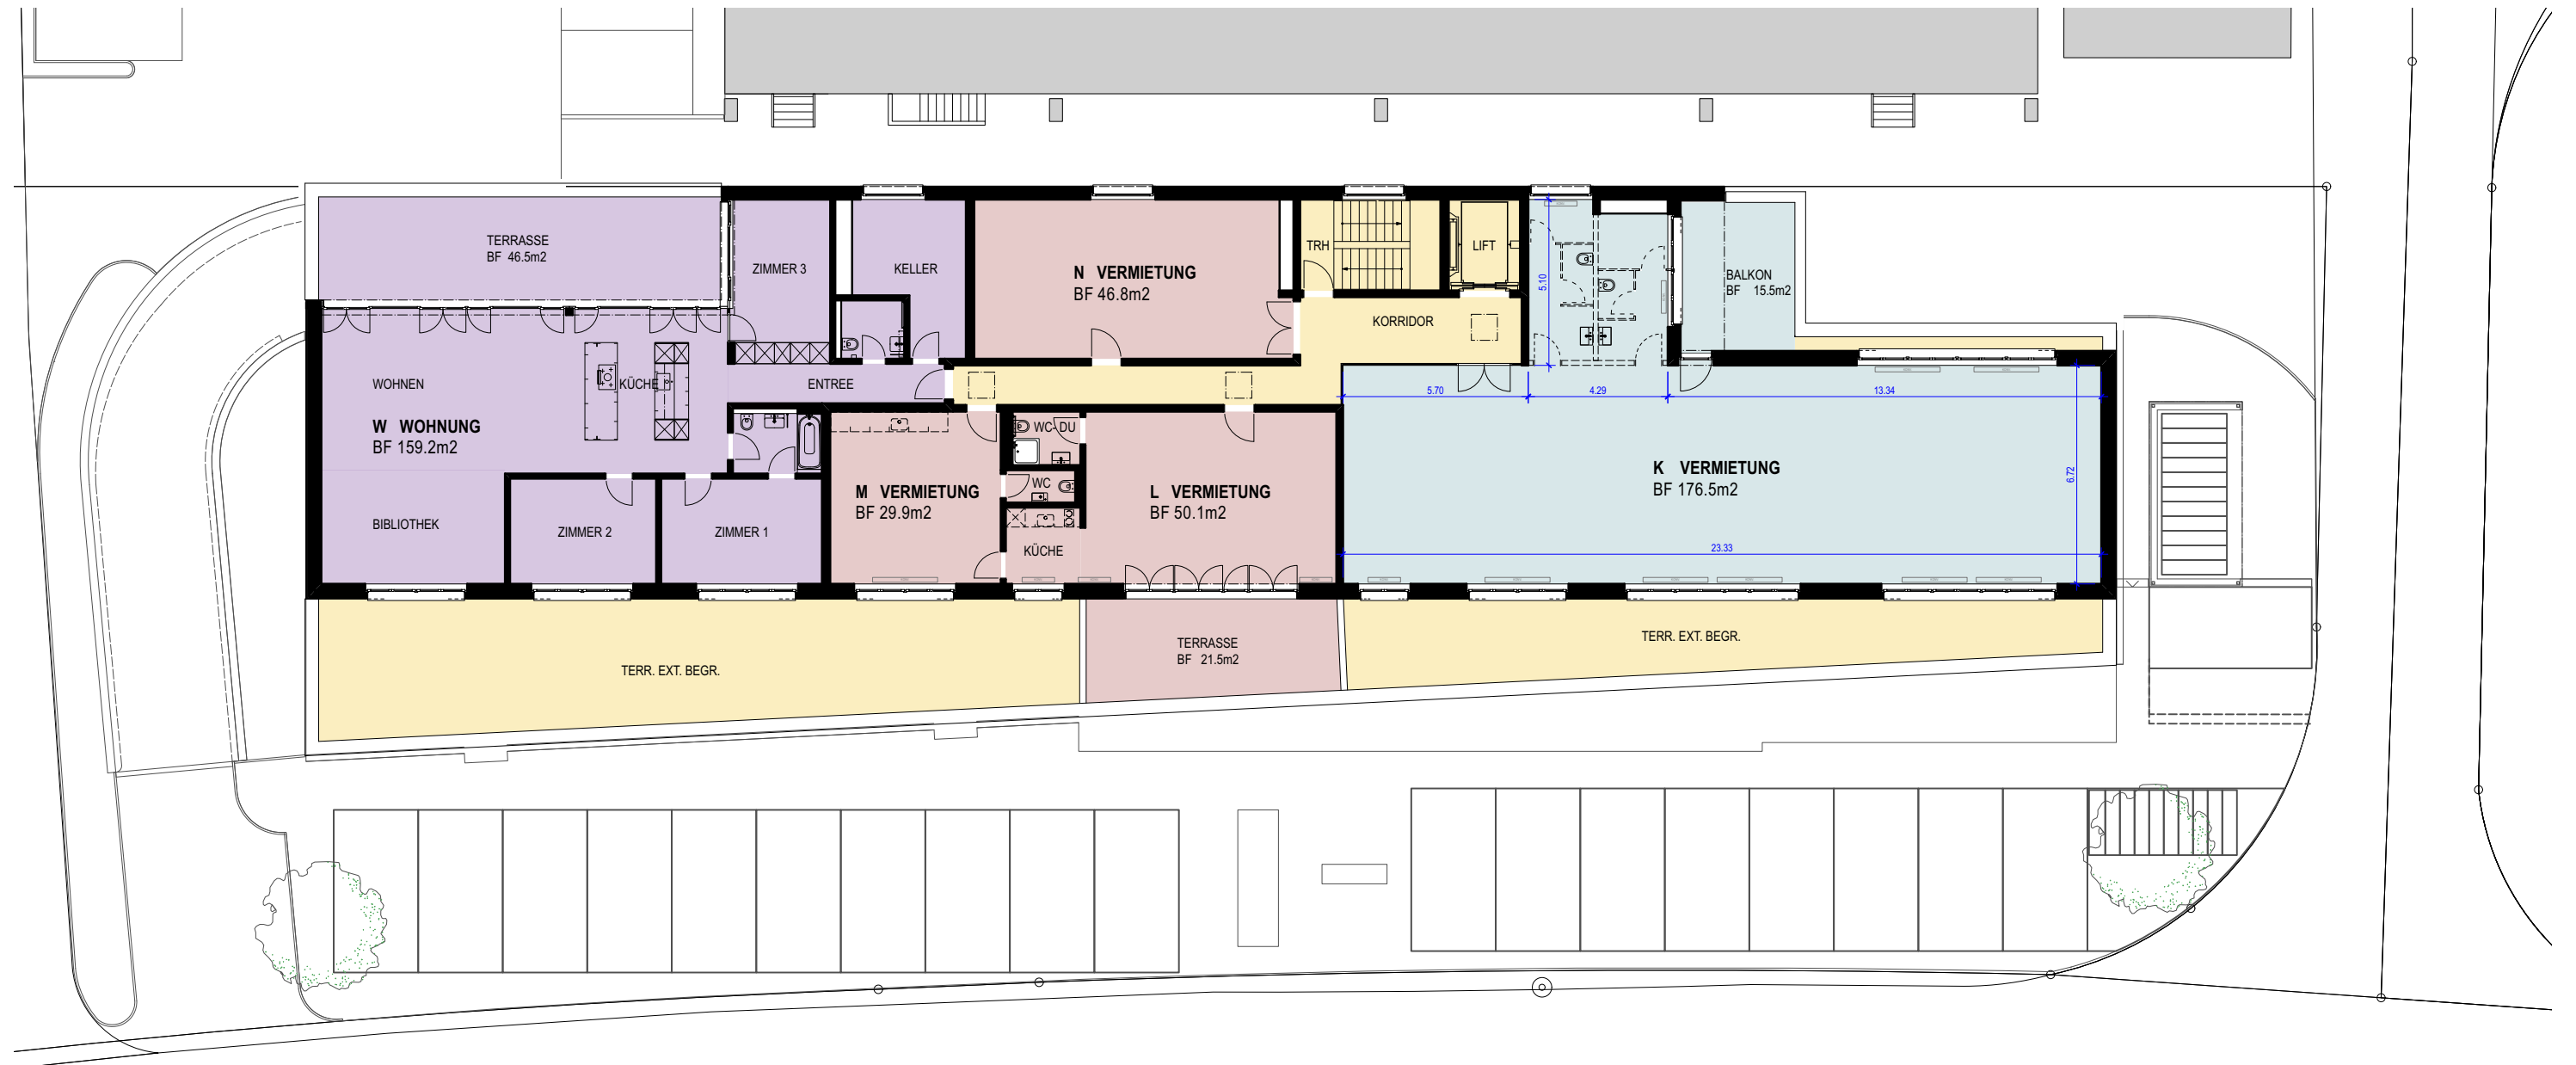 TERRASSE
BF 46.5m2
ZIMMER 3
KELLER
N VERMIETUNG
BF 46.8m2
TRH
LIFT
KORRIDOR
5.10
BALKON
BF 15.5m2
WOHNEN
KÜCHE
ENTREE
W WOHNUNG
BF 159.2m2
BIBLIOTHEK
ZIMMER 2
ZIMMER 1
M VERMIETUNG
BF 29.9m2
WC-DU
WC
KÜCHE
L VERMIETUNG
BF 50.1m2
5.70
4.29
13.34
K VERMIETUNG
BF 176.5m2
6.72
23.33
TERR. EXT. BEGR.
TERRASSE
BF 21.5m2
TERR. EXT. BEGR.